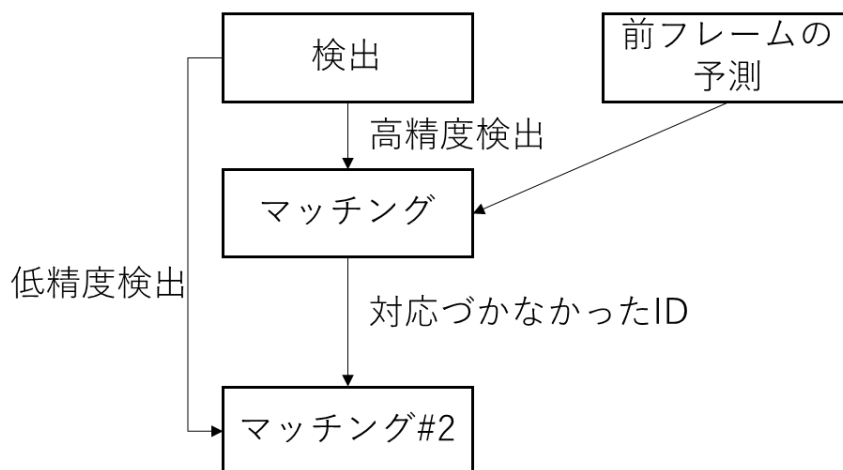 検出
前フレームの
予測
高精度検出
マッチング
低精度検出
対応づかなかったID
マッチング#2